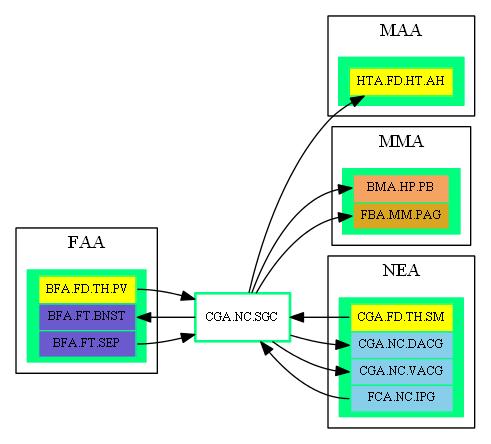 MAA
HTA.FD.HT.AH
MMA
BMA.HP.PB
FBA.MM.PAG
FAA
BFA.FD.TH.PV
BFA.FT.BNST
BFA.FT.SEP
CGA.NC.SGC
NEA
CGA.FD.TH.SM
CGA.NC.DACG
CGA.NC.VACG
FCA.NC.IPG